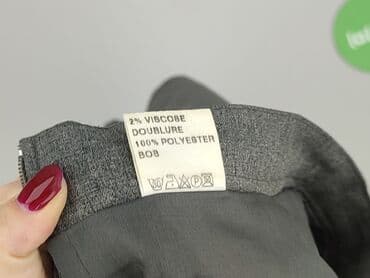 2% VISCOSE
DOUBLURE
100% POLYESTER
BOB